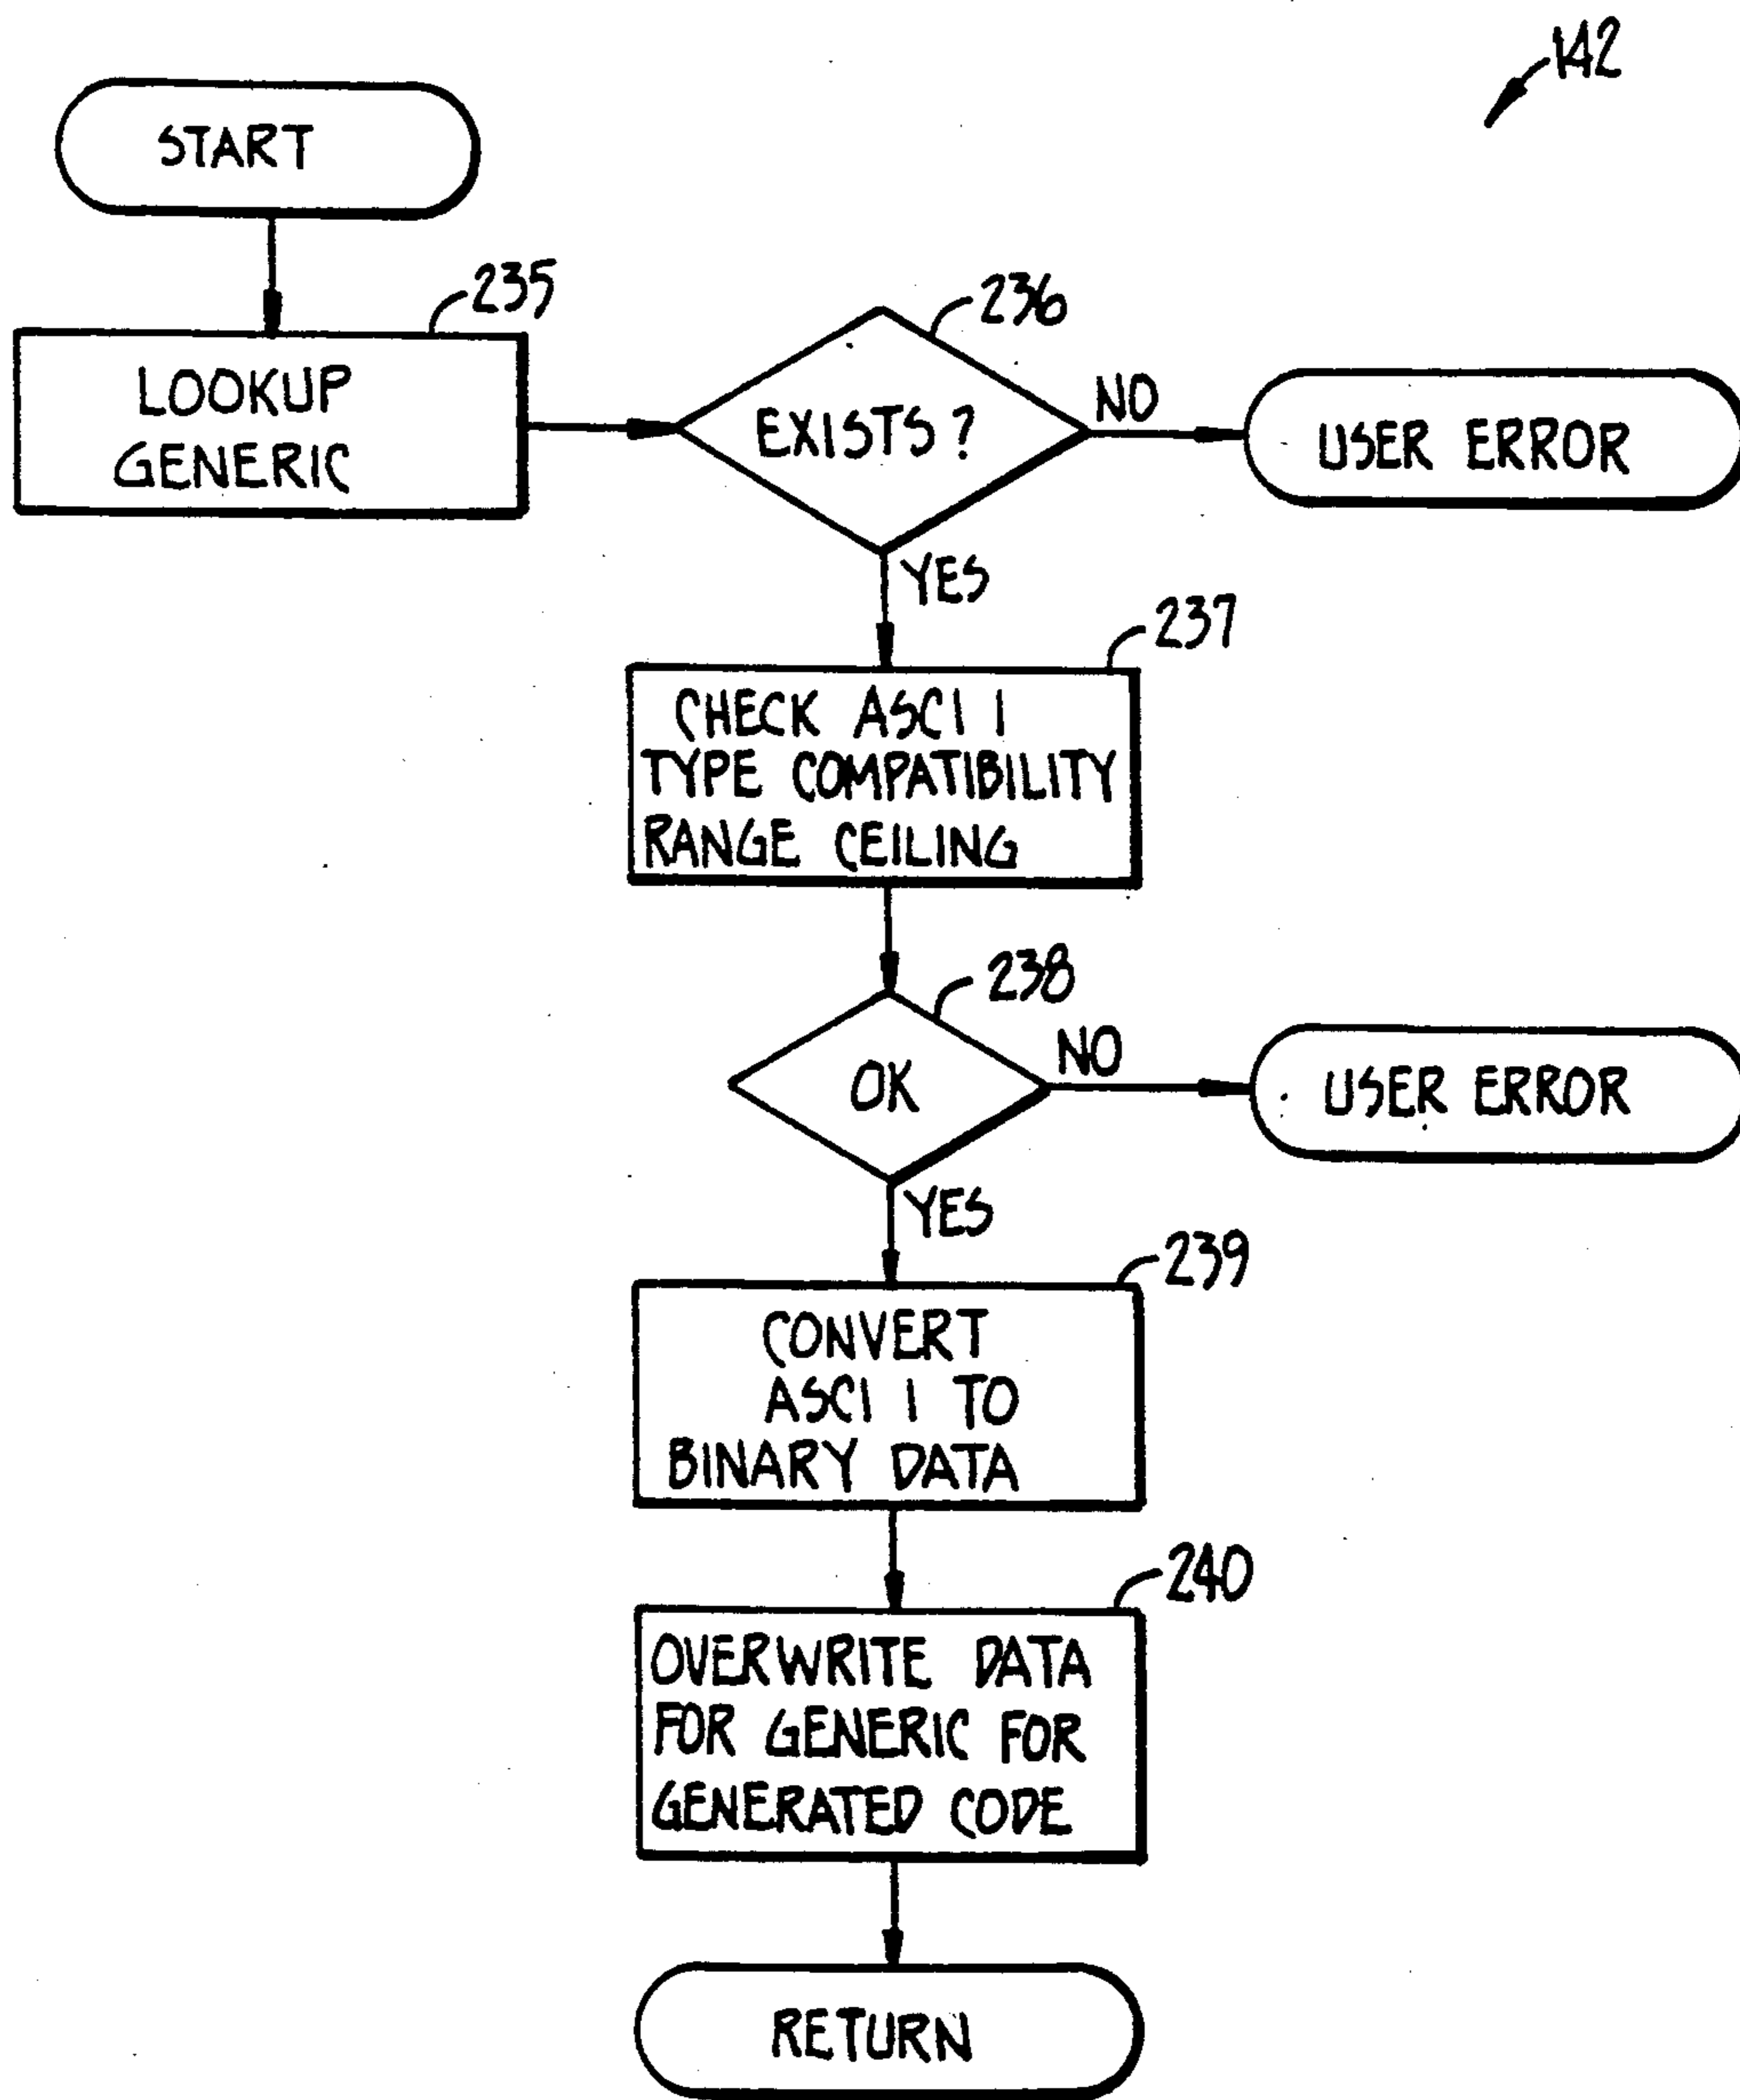 142
START
235
LOOKUP
GENERIC
236
EXISTS?
NO
USER ERROR
YES
237
CHECK ASCII
TYPE COMPATIBILITY
RANGE CEILING
238
OK
NO
USER ERROR
YES
239
CONVERT
ASCII TO
BINARY DATA
240
OVERWRITE DATA
FOR GENERIC FOR
GENERATED CODE
RETURN